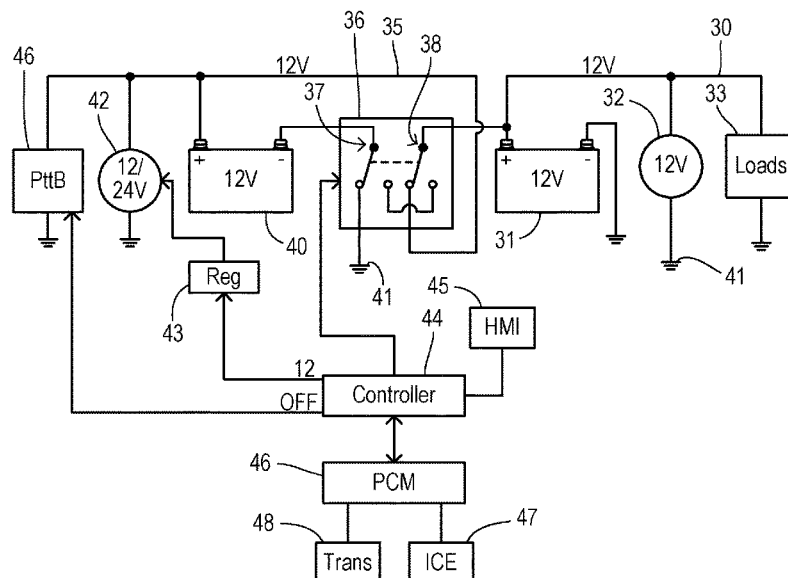 36
35
38
30
46
12V
12V
42
37
32
33
PttB
12/
24V
+ -
12V
+ -
12V
12V
Loads
40
31
Reg
43
41
45
HMI
41
44
12
OFF
Controller
46
PCM
48
47
Trans
ICE